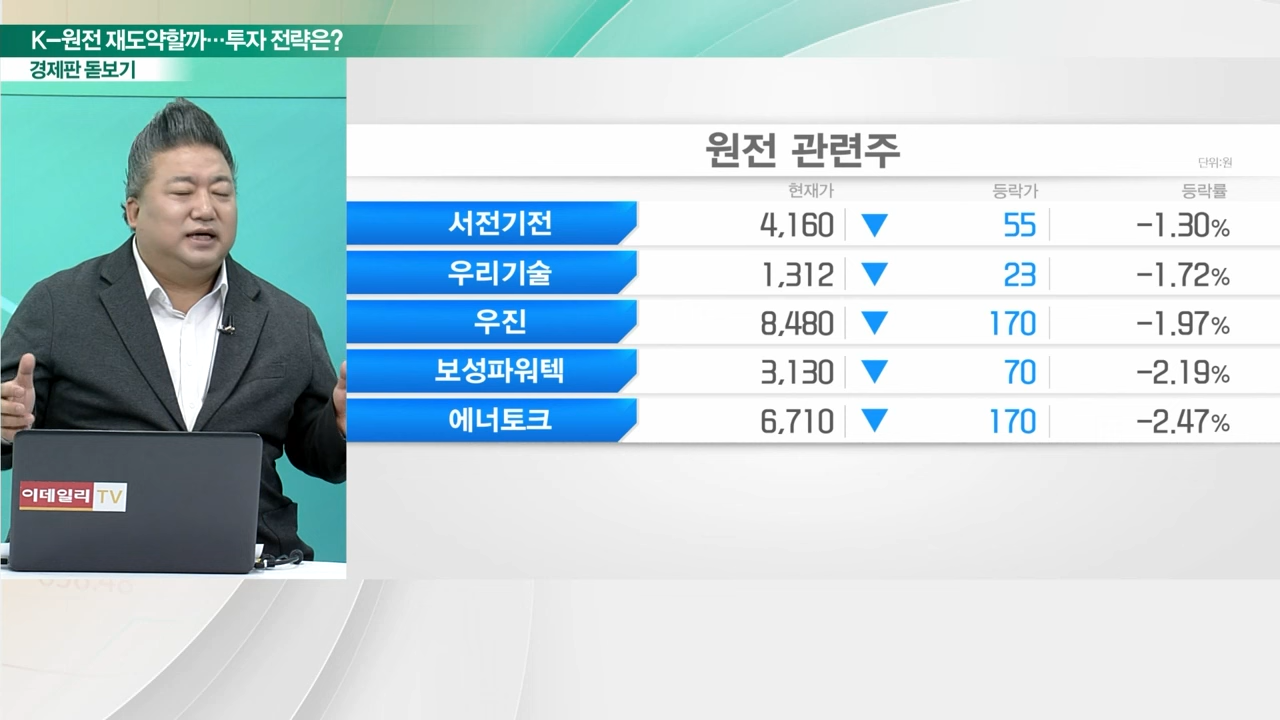 K-원전 재도약할까…투자 전략은?
경제판 돋보기
원전 관련주
단위:원
현재가 등락가 등락률
서전기전 4,160 ▼ 55 -1.30%
우리기술 1,312 ▼ 23 -1.72%
우진 8,480 ▼ 170 -1.97%
보성파워텍 3,130 ▼ 70 -2.19%
에너토크 6,710 ▼ 170 -2.47%
이데일리 TV